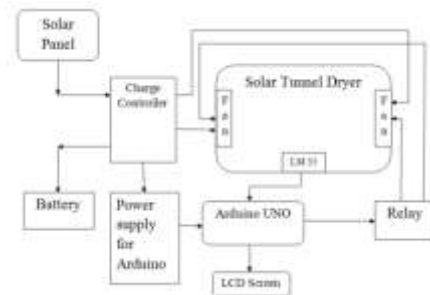 Solar
Panel
Charge
Controller
Solar Tunnel Dryer
F
a
n
F
a
n
LM 35
Battery
Power
supply
for
Arduino
Arduino UNO
Relay
LCD Screen